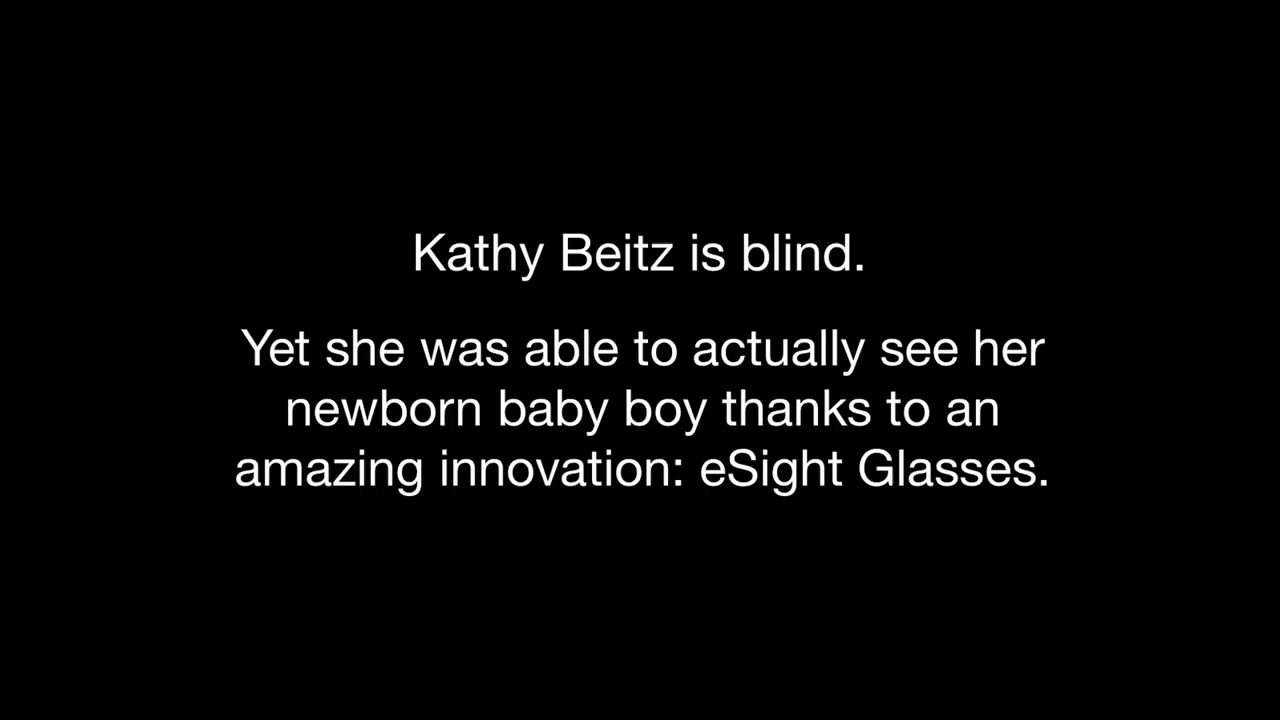 Kathy Beitz is blind.
Yet she was able to actually see her
newborn baby boy thanks to an
amazing innovation: eSight Glasses.